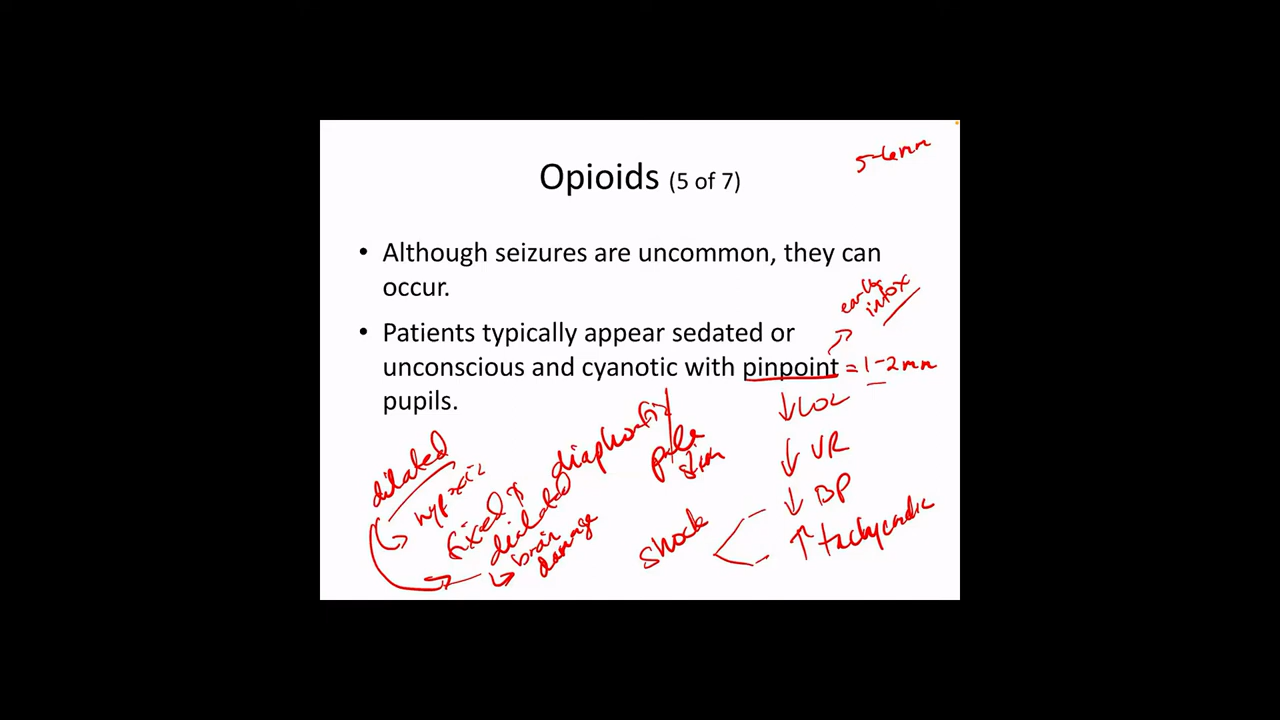 5-6mm
Opioids (5 of 7)
• Although seizures are uncommon, they can
occur.
early
intox
• Patients typically appear sedated or
unconscious and cyanotic with pinpoint = 1-2mm
pupils.
↓ LOC
↓ VR
↓ BP
↑ tachycardic
shock
diaphoretic
pale
skin
dilated
hypoxic
fixed &
dialated
brain
damage